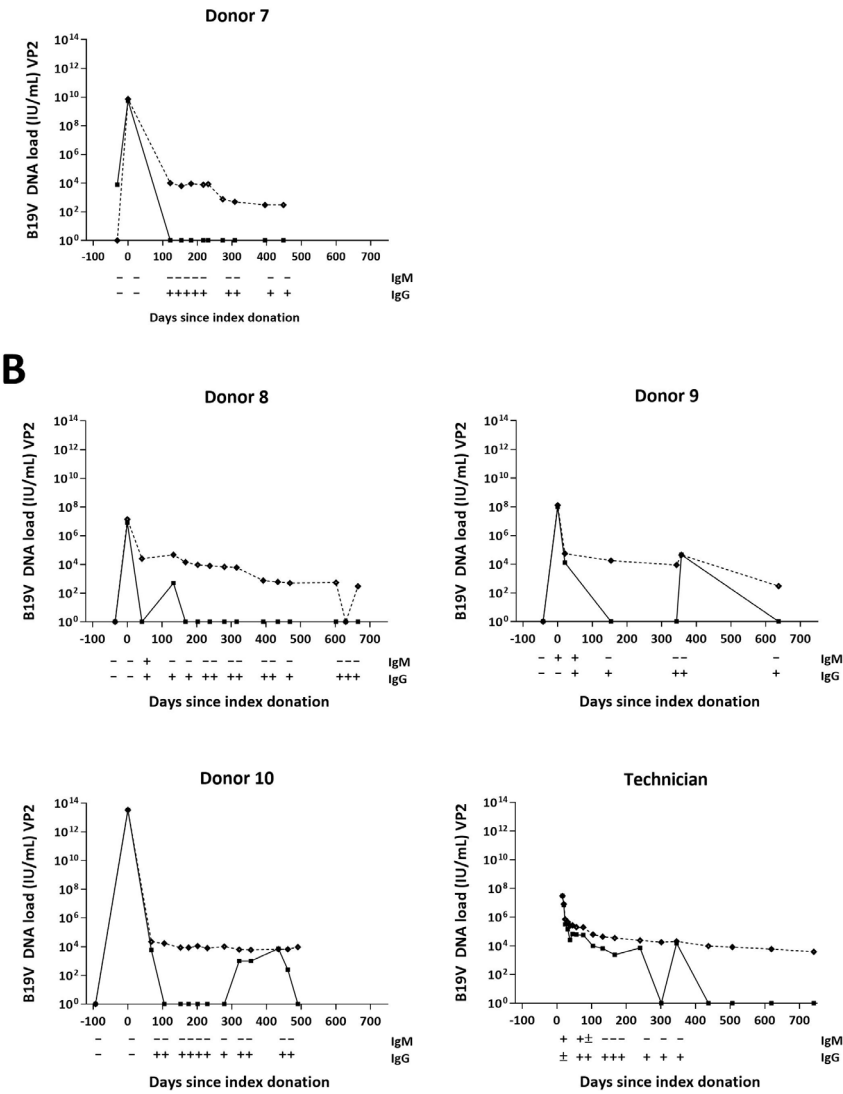 Donor 7
B19V DNA load (IU/mL) VP2
10^14
10^12
10^10
10^8
10^6
10^4
10^2
10^0
-100 0 100 200 300 400 500 600 700
− − −−−−− −− − − IgM
− − +++++ ++ + + IgG
Days since index donation
B
Donor 8
B19V DNA load (IU/mL) VP2
10^14
10^12
10^10
10^8
10^6
10^4
10^2
10^0
-100 0 100 200 300 400 500 600 700
− − + − − −− −− −− − −−− IgM
− − + + + ++ ++ ++ + +++ IgG
Days since index donation
Donor 9
B19V DNA load (IU/mL) VP2
10^14
10^12
10^10
10^8
10^6
10^4
10^2
10^0
-100 0 100 200 300 400 500 600 700
− + + − −− − IgM
− − + + ++ + IgG
Days since index donation
Donor 10
B19V DNA load (IU/mL) VP2
10^14
10^12
10^10
10^8
10^6
10^4
10^2
10^0
-100 0 100 200 300 400 500 600 700
− − −− −−−− − −− −− IgM
− − ++ ++++ + ++ ++ IgG
Days since index donation
Technician
B19V DNA load (IU/mL) VP2
10^14
10^12
10^10
10^8
10^6
10^4
10^2
10^0
-100 0 100 200 300 400 500 600 700
+ +± −−− − − − IgM
± ++ +++ + + + IgG
Days since index donation